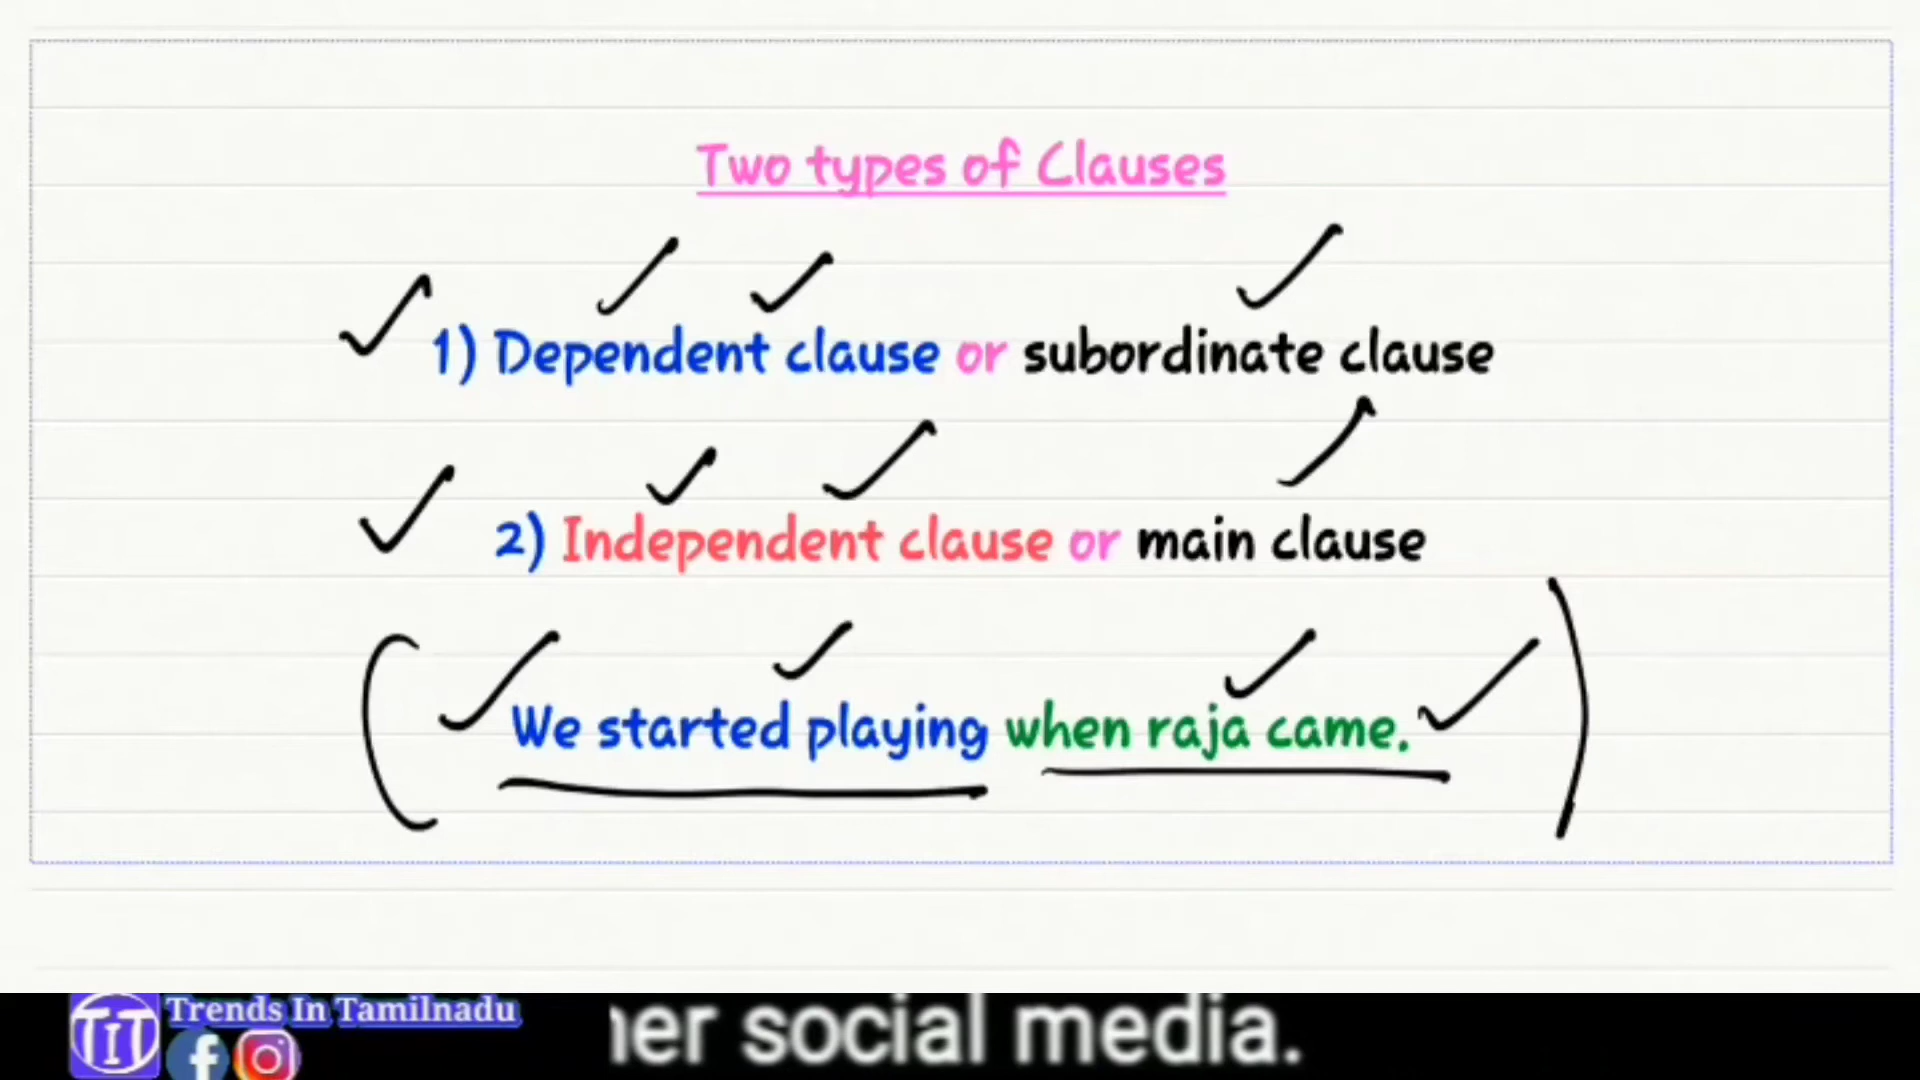 Two types of Clauses
1) Dependent clause or subordinate clause
2) Independent clause or main clause
We started playing when raja came.
TIT
Trends In Tamilnadu
social media.